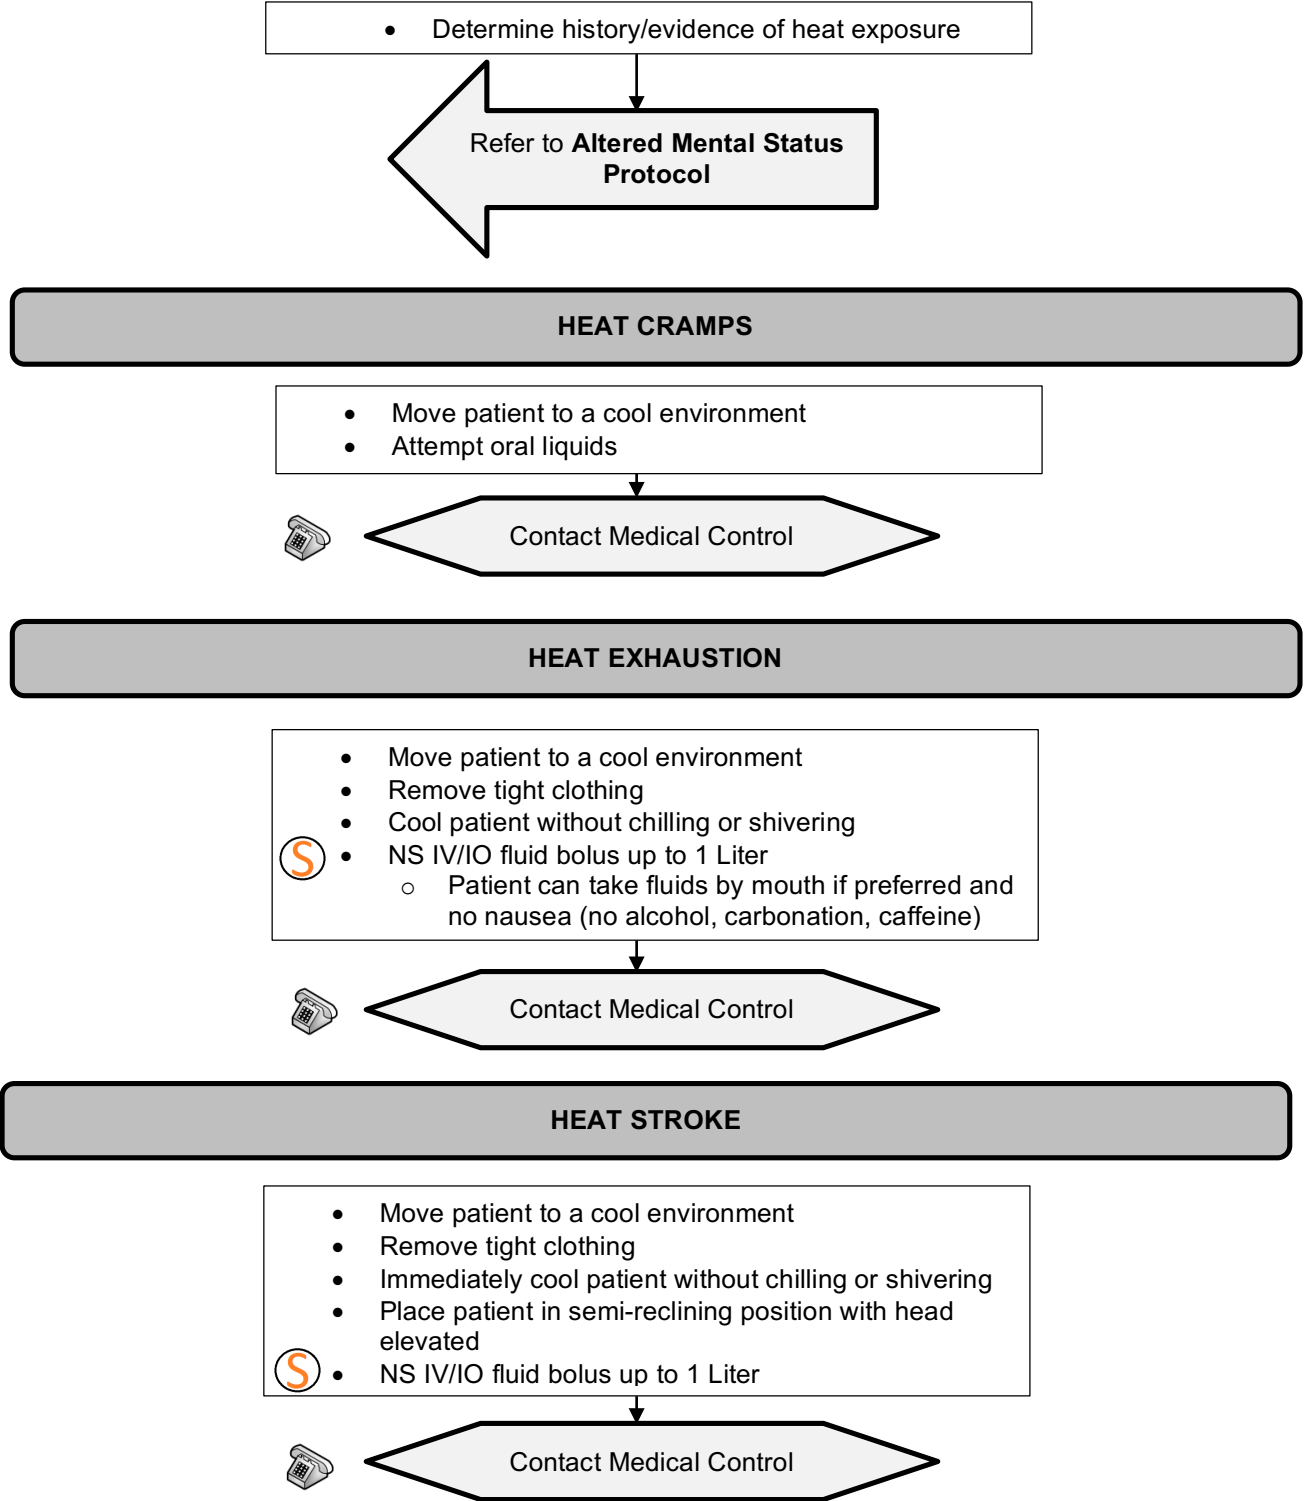 • Determine history/evidence of heat exposure
Refer to Altered Mental Status
Protocol
HEAT CRAMPS
• Move patient to a cool environment
• Attempt oral liquids
Contact Medical Control
HEAT EXHAUSTION
• Move patient to a cool environment
• Remove tight clothing
• Cool patient without chilling or shivering
S • NS IV/IO fluid bolus up to 1 Liter
o Patient can take fluids by mouth if preferred and
no nausea (no alcohol, carbonation, caffeine)
Contact Medical Control
HEAT STROKE
• Move patient to a cool environment
• Remove tight clothing
• Immediately cool patient without chilling or shivering
• Place patient in semi-reclining position with head
elevated
S • NS IV/IO fluid bolus up to 1 Liter
Contact Medical Control